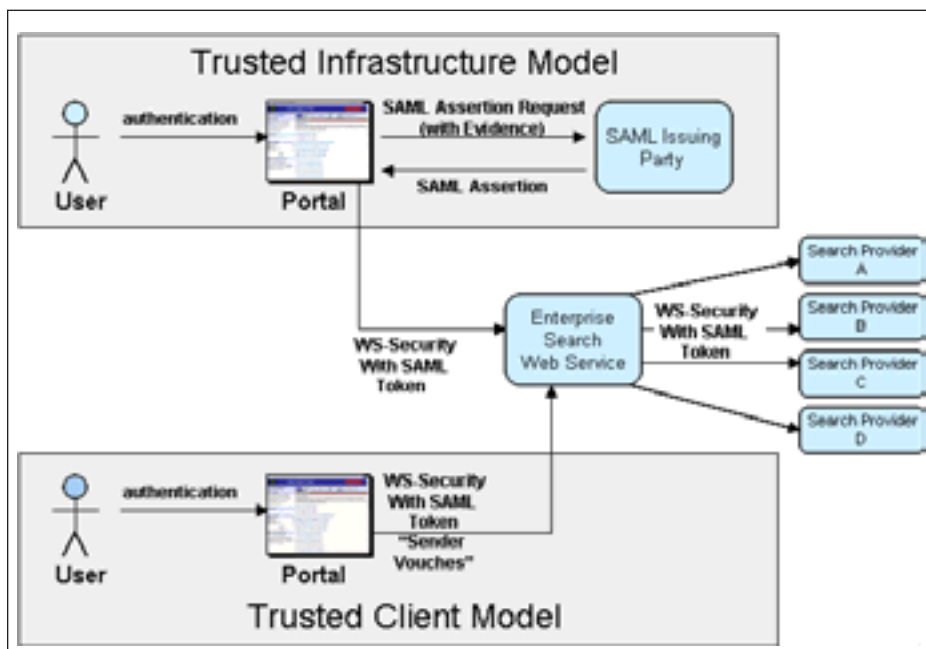 Trusted Infrastructure Model
authentication
User
Portal
SAML Assertion Request
(with Evidence)
SAML Assertion
SAML Issuing
Party
WS-Security
With SAML
Token
Enterprise
Search
Web Service
WS-Security
With SAML
Token
Search Provider
A
Search Provider
B
Search Provider
C
Search Provider
D
authentication
User
Portal
WS-Security
With SAML
Token
"Sender
Vouches"
Trusted Client Model